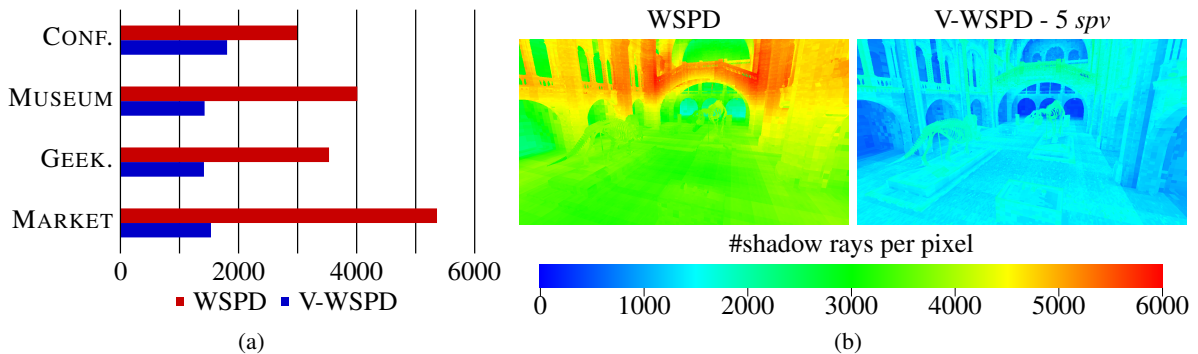 CONF.
MUSEUM
GEEK.
MARKET
0 2000 4000 6000
WSPD V-WSPD
(a)
WSPD V-WSPD - 5 spv
#shadow rays per pixel
0 1000 2000 3000 4000 5000 6000
(b)